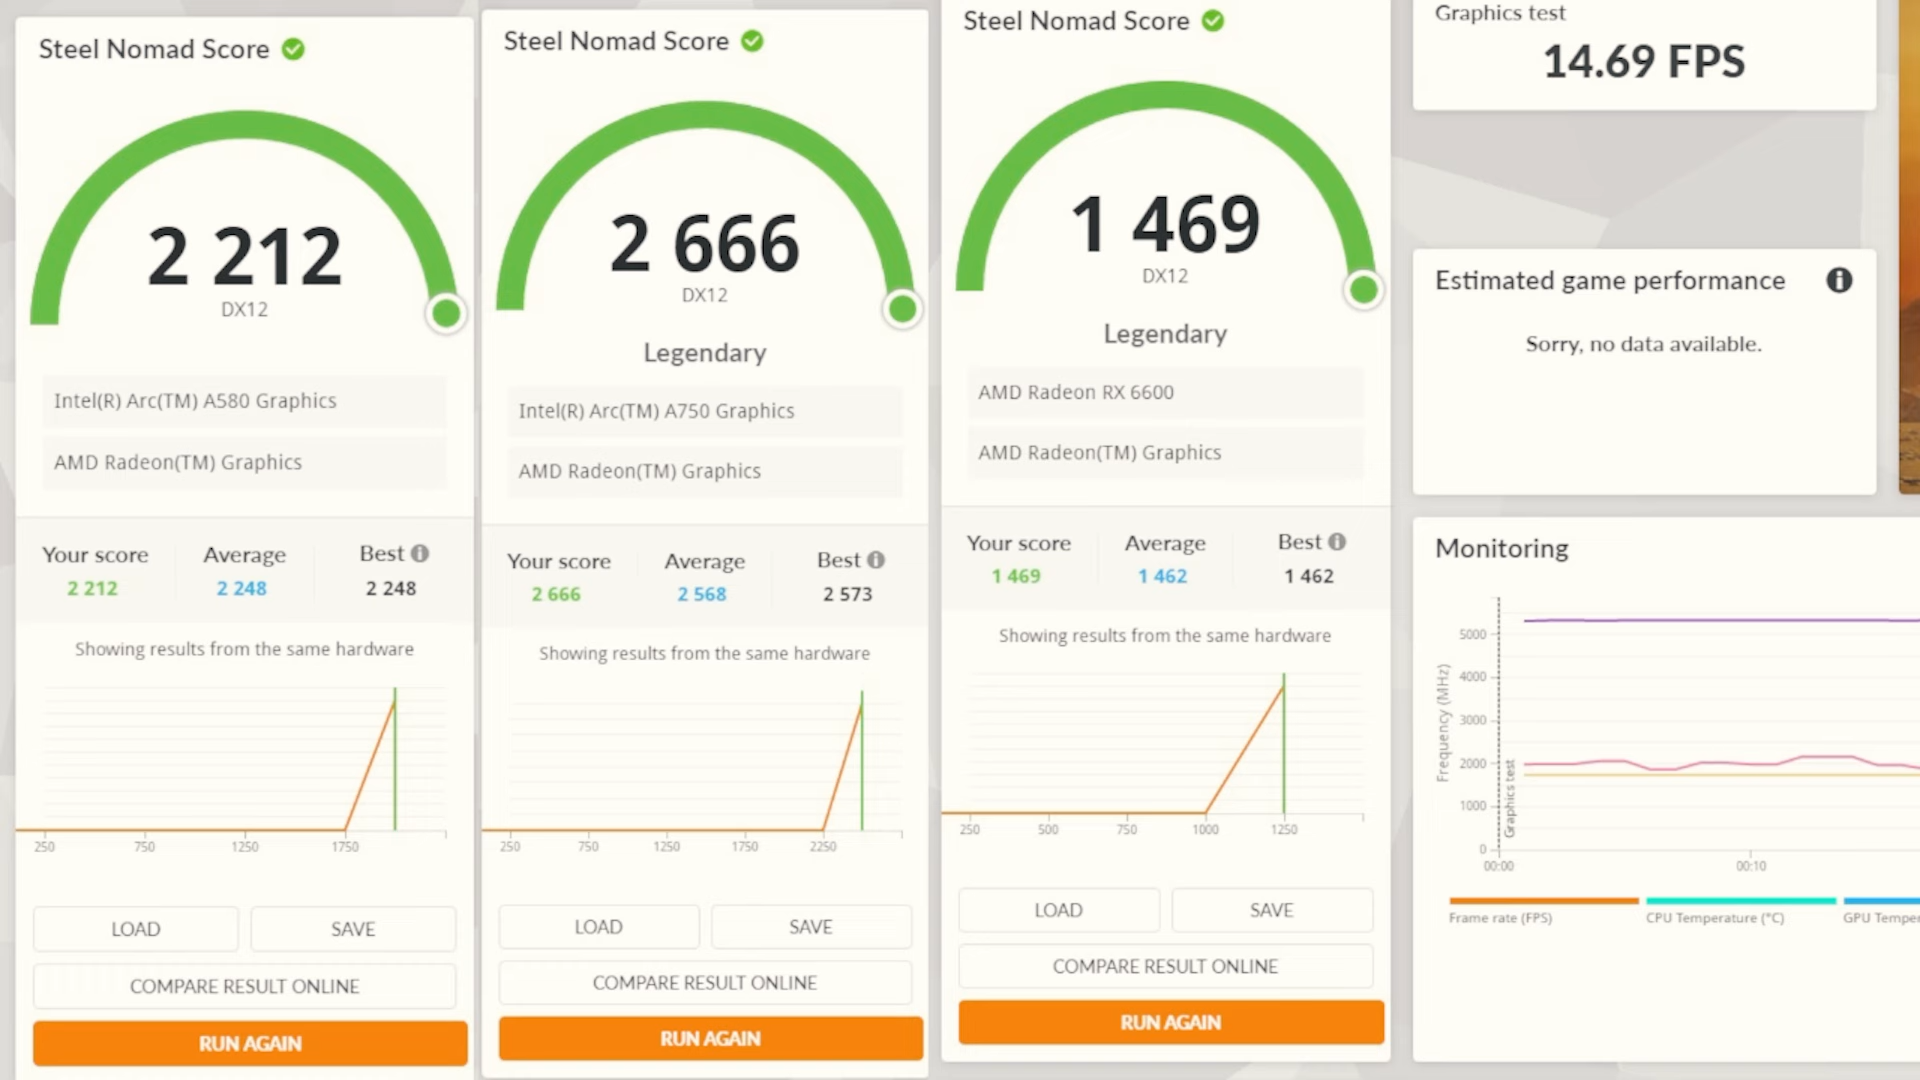 Steel Nomad Score
2 212
DX12
Intel(R) Arc(TM) A580 Graphics
AMD Radeon(TM) Graphics
Your score
Average
Best
2 212
2 248
2 248
Showing results from the same hardware
250
750
1250
1750
LOAD
SAVE
COMPARE RESULT ONLINE
RUN AGAIN
Steel Nomad Score
2 666
DX12
Legendary
Intel(R) Arc(TM) A750 Graphics
AMD Radeon(TM) Graphics
Your score
Average
Best
2 666
2 568
2 573
Showing results from the same hardware
250
750
1250
1750
2250
LOAD
SAVE
COMPARE RESULT ONLINE
RUN AGAIN
Steel Nomad Score
1 469
DX12
Legendary
AMD Radeon RX 6600
AMD Radeon(TM) Graphics
Your score
Average
Best
1 469
1 462
1 462
Showing results from the same hardware
250
500
750
1000
1250
LOAD
SAVE
COMPARE RESULT ONLINE
RUN AGAIN
Graphics test
14.69 FPS
Estimated game performance
Sorry, no data available.
Monitoring
Frequency (MHz)
5000
4000
3000
2000
1000
0
Graphics test
00:00
00:10
Frame rate (FPS)
CPU Temperature (°C)
GPU Temper